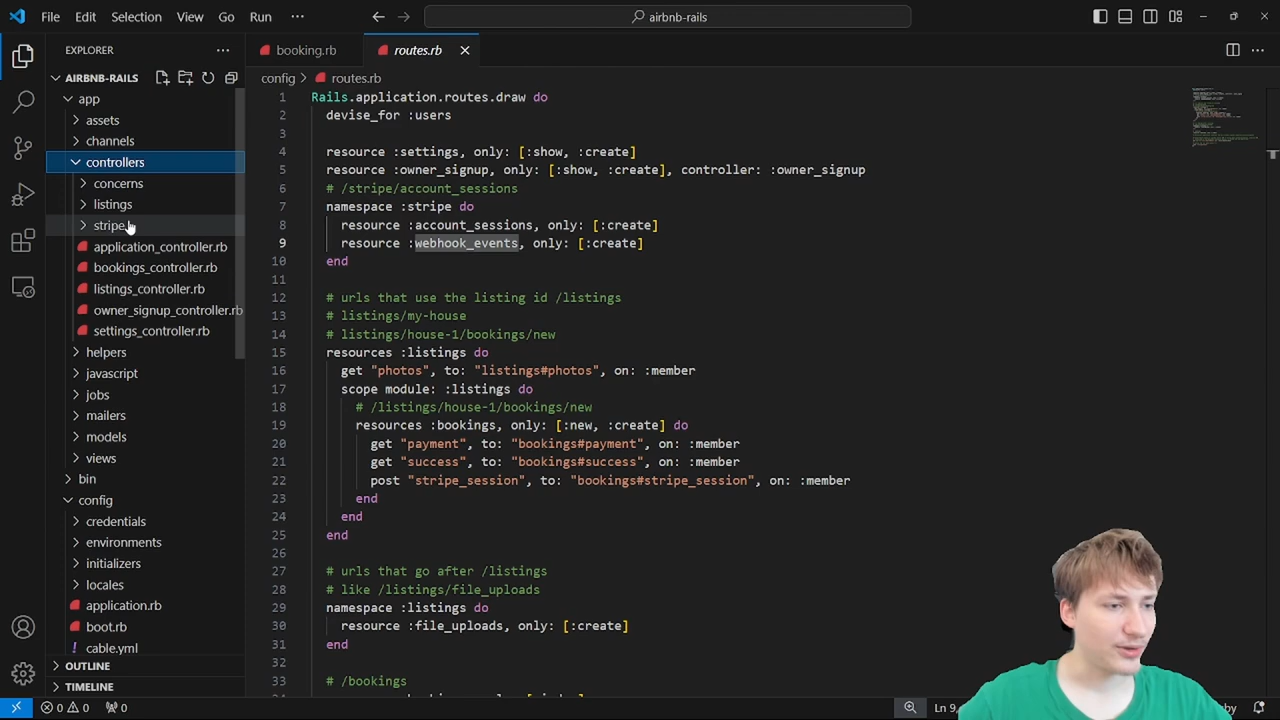 File Edit Selection View Go Run ··· airbnb-rails
EXPLORER ···
AIRBNB-RAILS
app
assets
channels
controllers
concerns
listings
stripe
application_controller.rb
bookings_controller.rb
listings_controller.rb
owner_signup_controller.rb
settings_controller.rb
helpers
javascript
jobs
mailers
models
views
bin
config
credentials
environments
initializers
locales
application.rb
boot.rb
! cable.yml
OUTLINE
TIMELINE
booking.rb routes.rb
config > routes.rb
1 Rails.application.routes.draw do
2 devise_for :users
3
4 resource :settings, only: [:show, :create]
5 resource :owner_signup, only: [:show, :create], controller: :owner_signup
6 # /stripe/account_sessions
7 namespace :stripe do
8 resource :account_sessions, only: [:create]
9 resource :webhook_events, only: [:create]
10 end
11
12 # urls that use the listing id /listings
13 # listings/my-house
14 # listings/house-1/bookings/new
15 resources :listings do
16 get "photos", to: "listings#photos", on: :member
17 scope module: :listings do
18 # /listings/house-1/bookings/new
19 resources :bookings, only: [:new, :create] do
20 get "payment", to: "bookings#payment", on: :member
21 get "success", to: "bookings#success", on: :member
22 post "stripe_session", to: "bookings#stripe_session", on: :member
23 end
24 end
25 end
26
27 # urls that go after /listings
28 # like /listings/file_uploads
29 namespace :listings do
30 resource :file_uploads, only: [:create]
31 end
32
33 # /bookings
0 0 0